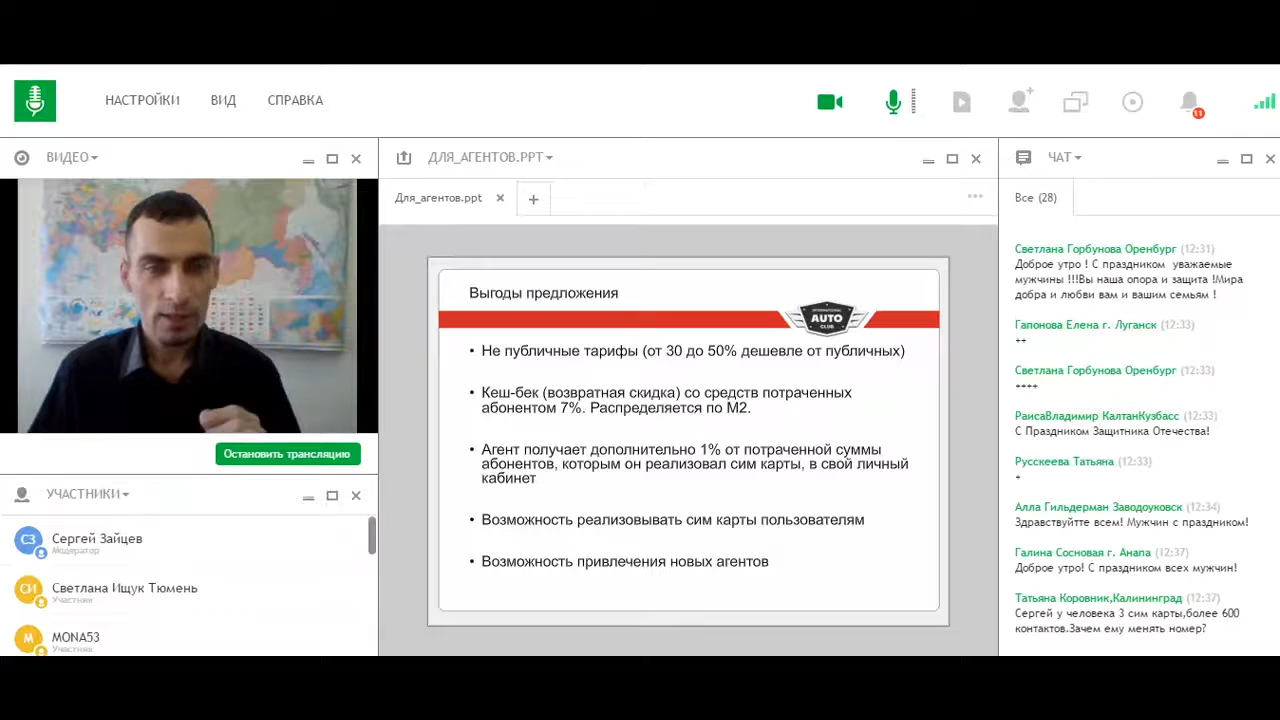 НАСТРОЙКИ ВИД СПРАВКА
11
ВИДЕО
Остановить трансляцию
УЧАСТНИКИ
СЗ
Сергей Зайцев
Модератор
СИ
Светлана Ищук Тюмень
Участник
M
MONA53
Участник
ДЛЯ_АГЕНТОВ.PPT
Для_агентов.ppt
Выгоды предложения
INTERNATIONAL
AUTO
CLUB
• Не публичные тарифы (от 30 до 50% дешевле от публичных)
• Кеш-бек (возвратная скидка) со средств потраченных
абонентом 7%. Распределяется по М2.
• Агент получает дополнительно 1% от потраченной суммы
абонентов, которым он реализовал сим карты, в свой личный
кабинет
• Возможность реализовывать сим карты пользователям
• Возможность привлечения новых агентов
ЧАТ
Все (28)
Светлана Горбунова Оренбург (12:31)
Доброе утро ! С праздником уважаемые
мужчины !!!Вы наша опора и защита !Мира
добра и любви вам и вашим семьям !
Гапонова Елена г. Луганск (12:33)
++
Светлана Горбунова Оренбург (12:33)
++++
РаисаВладимир КалтанКузбасс (12:33)
С Праздником Защитника Отечества!
Русскеева Татьяна (12:33)
+
Алла Гильдерман Заводоуковск (12:34)
Здравствуйтте всем! Мужчин с праздником!
Галина Сосновая г. Анапа (12:37)
Доброе утро! С праздником всех мужчин!
Татьяна Коровник,Калининград (12:37)
Сергей у человека 3 сим карты,более 600
контактов.Зачем ему менять номер?